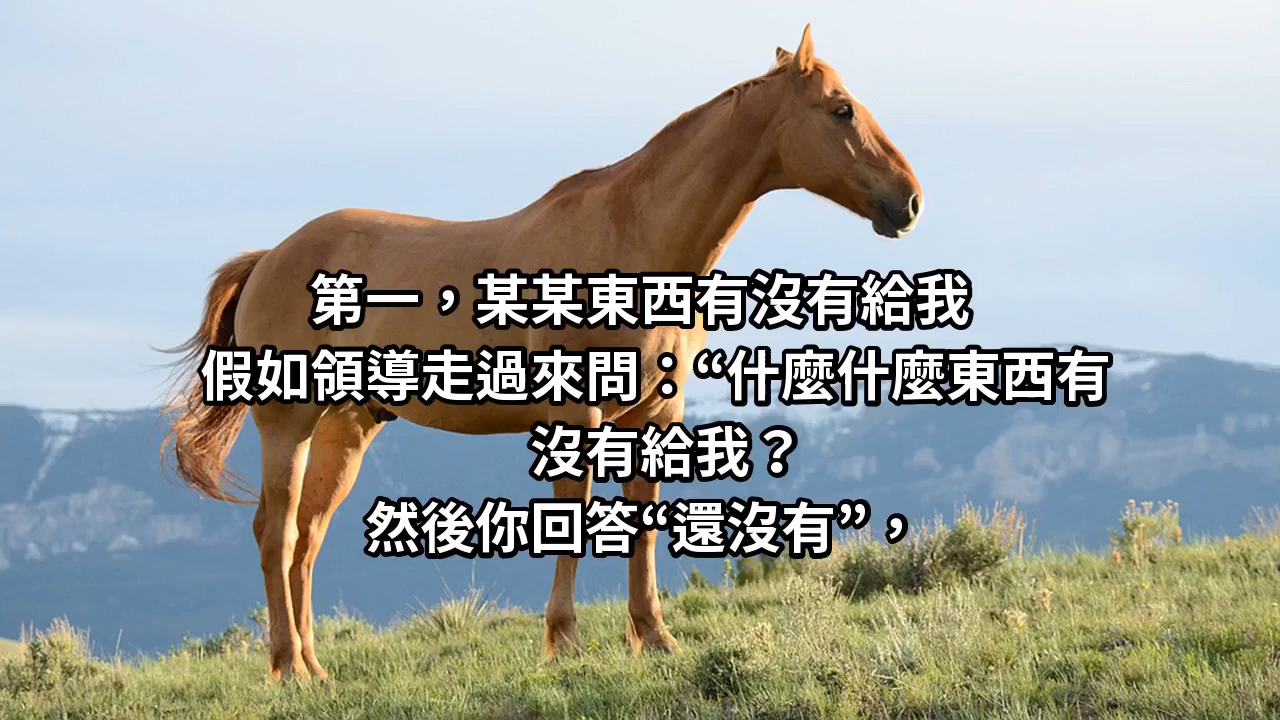 第一，某某東西有沒有給我
假如領導走過來問：“什麼什麼東西有
沒有給我？
然後你回答“還沒有”，